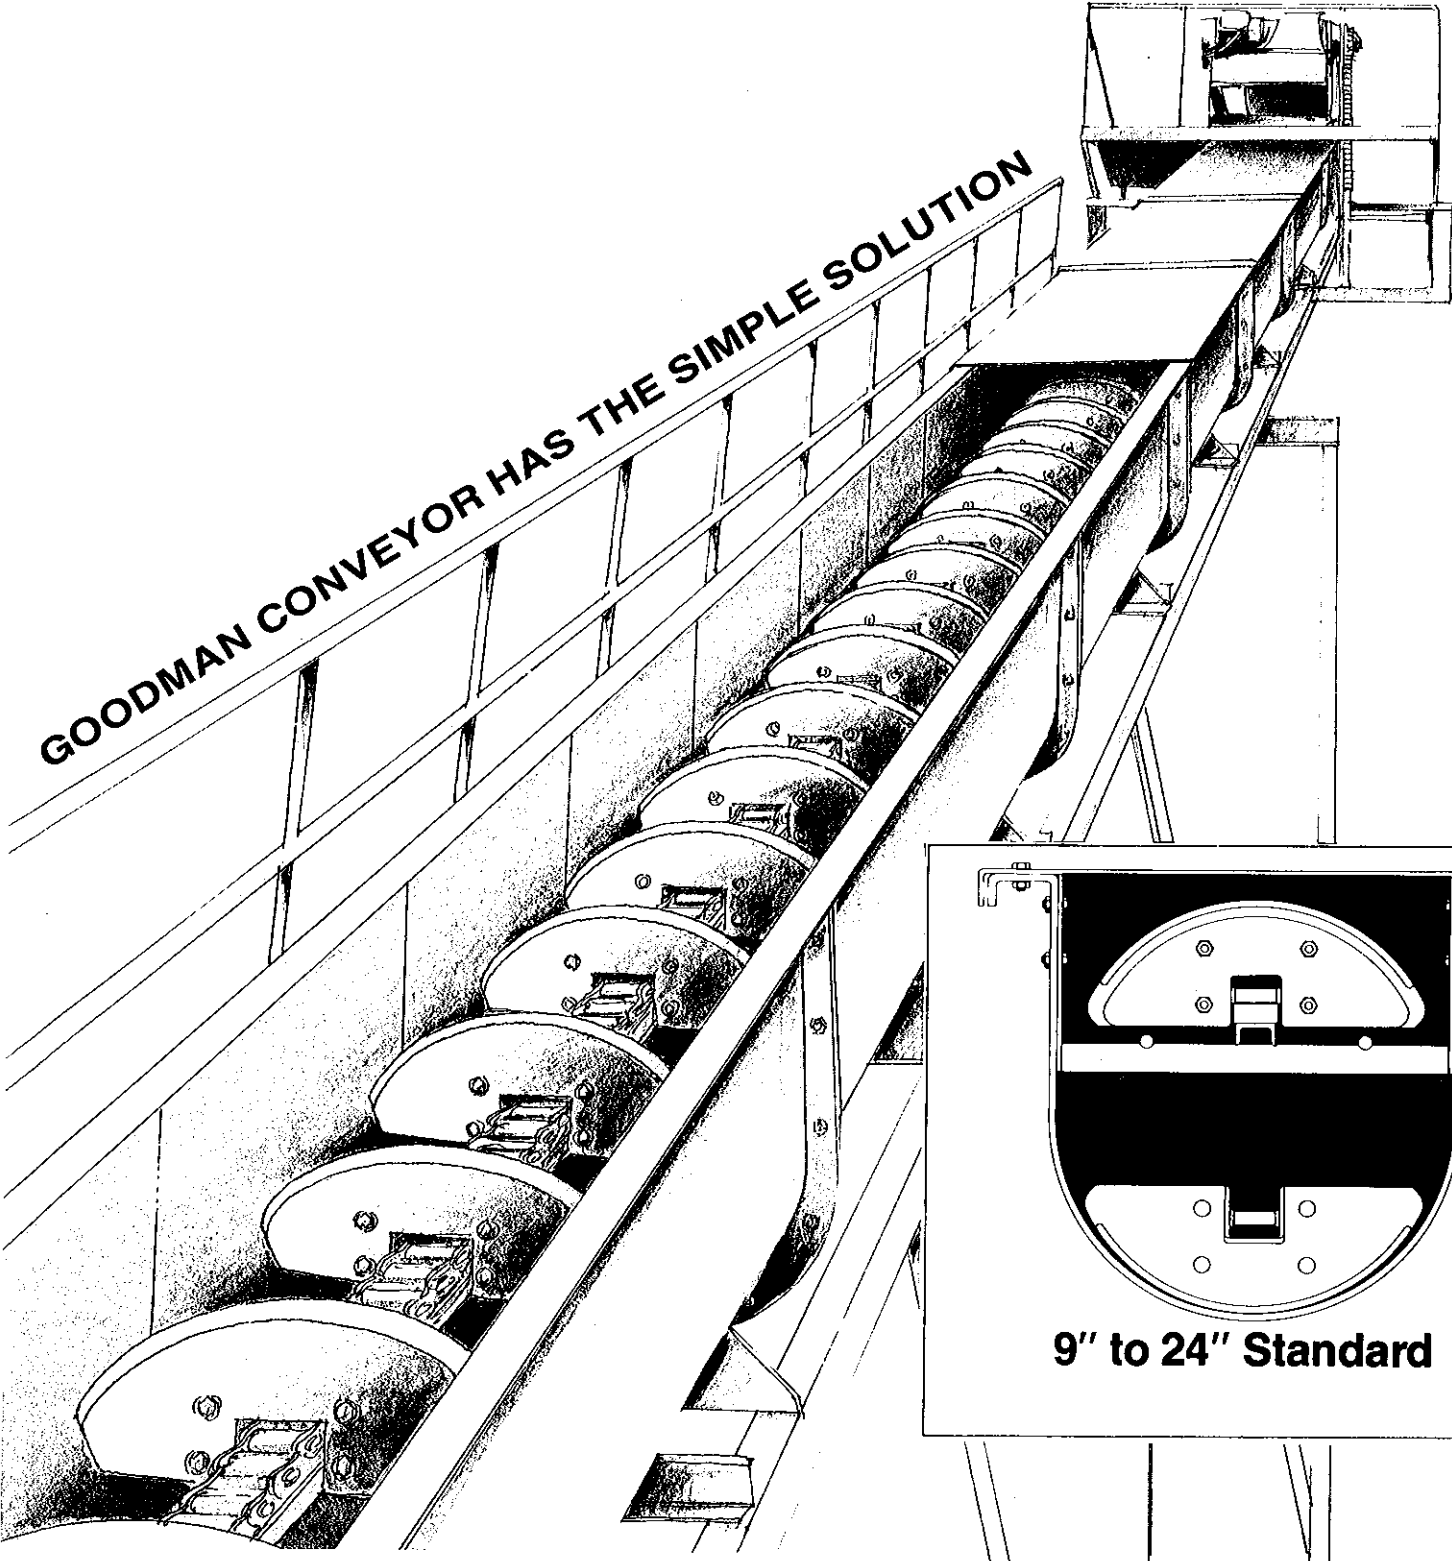 GOODMAN CONVEYOR HAS THE SIMPLE SOLUTION
9″ to 24″ Standard